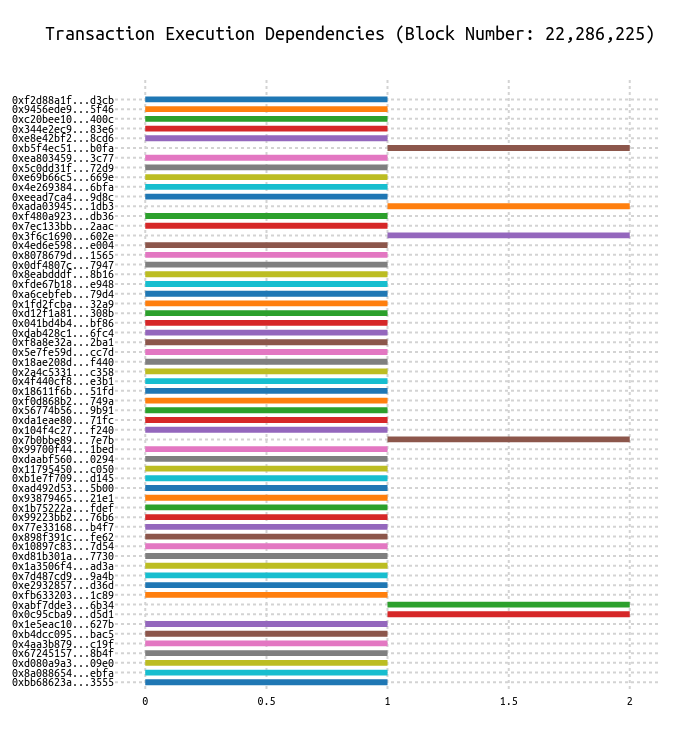 Transaction Execution Dependencies (Block Number: 22,286,225)
0xf2d88a1f...d3cb
0x9456ede9...5f46
0xc20bee10...400c
0x344e2ec9...83e6
0xe8e42bf2...8cd6
0xb5f4ec51...b0fa
0xea803459...3c77
0x5c0dd31f...72d9
0xe69b66c5...669e
0x4e269384...6bfa
0xeead7ca4...9d8c
0xada03945...1db3
0xf480a923...db36
0x7ec133bb...2aac
0x3f6c1690...602e
0x4ed6e598...e004
0x8078679d...1565
0x0df4807c...7947
0x8eabdddf...8b16
0xfde67b18...e948
0xa6cebfeb...79d4
0x1fd2fcba...32a9
0xd12f1a81...308b
0x041bd4b4...bf86
0xdab428c1...6fc4
0xf8a8e32a...2ba1
0x5e7fe59d...cc7d
0x18ae208d...f440
0x2a4c5331...c358
0x4f440cf8...e3b1
0x18611f6b...51fd
0xf0d868b2...749a
0x56774b56...9b91
0xda1eae80...71fc
0x104f4c27...f240
0x7b0bbe89...7e7b
0x99700f44...1bed
0xdaabf560...0294
0x11795450...c050
0xb1e7f709...d145
0xad492d53...5b00
0x93879465...21e1
0x1b75222a...fdef
0x99223bb2...76b6
0x77e33168...b4f7
0x898f391c...fe62
0x10897c83...7d54
0xd81b301a...7730
0x1a3506f4...ad3a
0x7d487cd9...9a4b
0xe2932857...d36d
0xfb633203...1c89
0xabf7dde3...6b34
0x0c95cba9...d5d1
0x1e5eac10...627b
0xb4dcc095...bac5
0x4aa3b879...c19f
0x67245157...8b4f
0xd080a9a3...09e0
0x8a088654...ebfa
0xbb68623a...3555
0 0.5 1 1.5 2